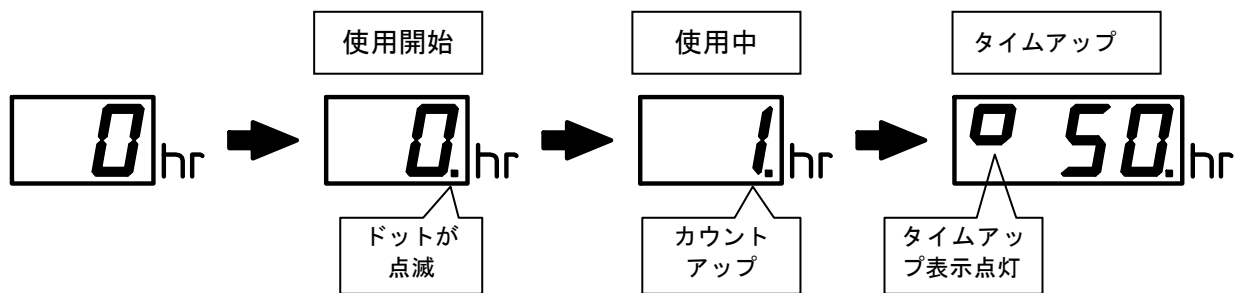 使用開始
使用中
タイムアップ
0 hr
0. hr
1. hr
50. hr
ドットが
点滅
カウント
アップ
タイムアッ
プ表示点灯